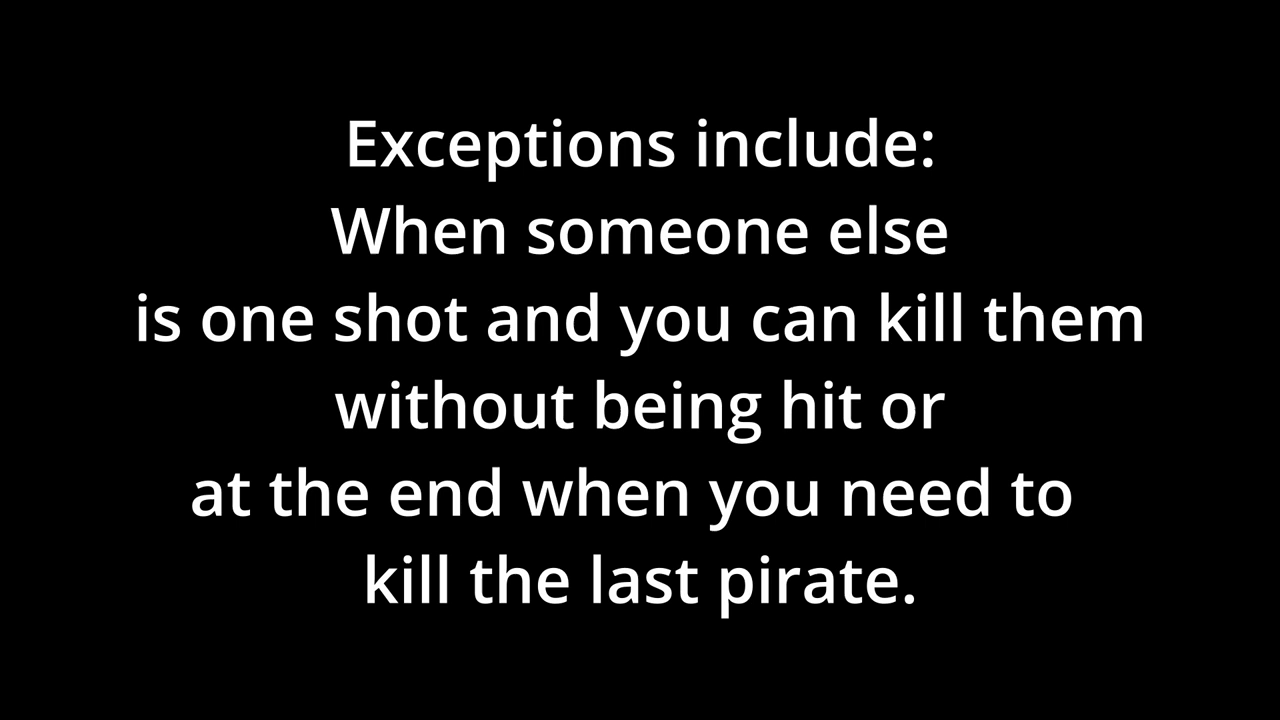 Exceptions include:
When someone else
is one shot and you can kill them
without being hit or
at the end when you need to
kill the last pirate.